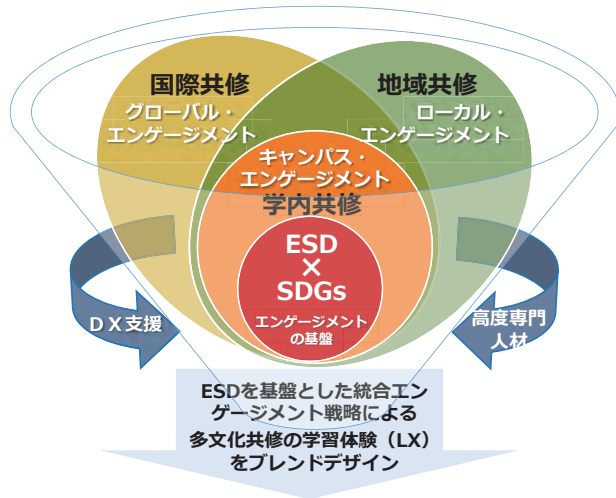 国際共修
グローバル・
エンゲージメント
地域共修
ローカル・
エンゲージメント
キャンパス・
エンゲージメント
学内共修
ESD
×
SDGs
エンゲージメント
の基盤
ＤＸ支援
高度専門
人材
ESDを基盤とした統合エン
ゲージメント戦略による
多文化共修の学習体験（LX）
をブレンドデザイン